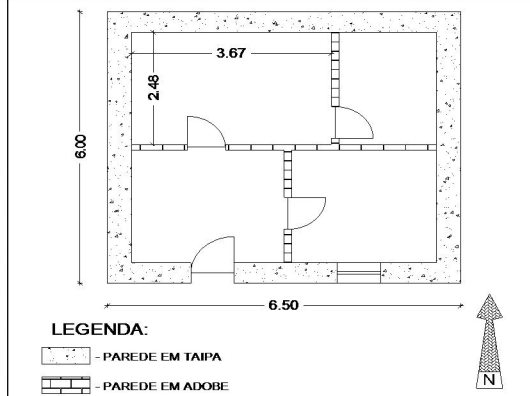 3.67
2.48
6.00
6.50
LEGENDA:
- PAREDE EM TAIPA
- PAREDE EM ADOBE
N